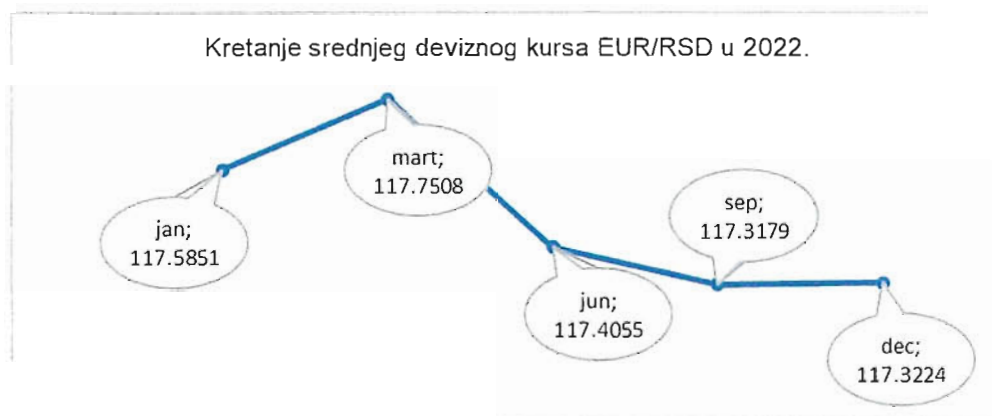 Kretanje srednjeg deviznog kursa EUR/RSD u 2022.
jan;
117.5851
mart;
117.7508
jun;
117.4055
sep;
117.3179
dec;
117.3224